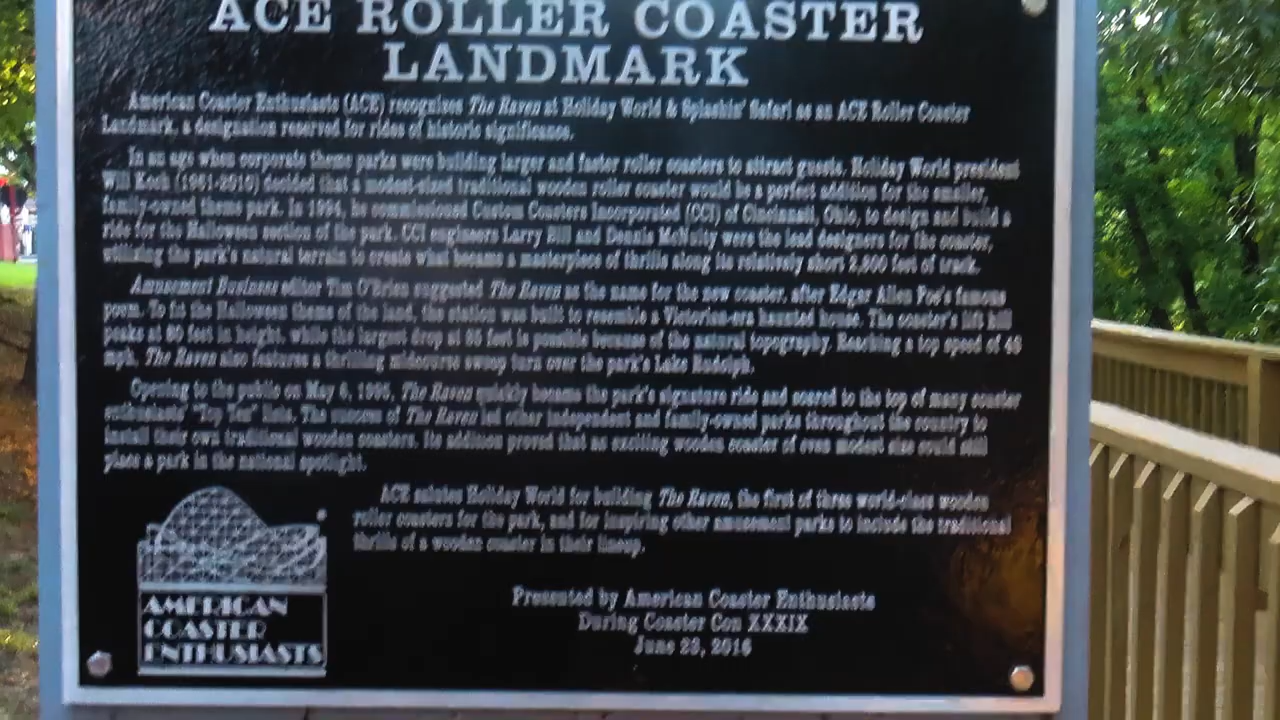 ACE ROLLER COASTER
LANDMARK
American Coaster Enthusiasts (ACE) recognizes The Raven at Holiday World & Splashin' Safari as an ACE Roller Coaster
Landmark, a designation reserved for rides of historic significance.
In an age when corporate theme parks were building larger and faster roller coasters to attract guests, Holiday World president
Will Koch (1961-2010) decided that a modest-sized traditional wooden roller coaster would be a perfect addition for the smaller,
family-owned theme park. In 1994, he commissioned Custom Coasters Incorporated (CCI) of Cincinnati, Ohio, to design and build a
ride for the Halloween section of the park. CCI engineers Larry Bill and Dennis McNulty were the lead designers for the coaster,
utilizing the park's natural terrain to create what became a masterpiece of thrills along its relatively short 2,800 feet of track.
Amusement Business editor Tim O'Brien suggested The Raven as the name for the new coaster, after Edgar Allen Poe's famous
poem. To fit the Halloween theme of the land, the station was built to resemble a Victorian-era haunted house. The coaster's lift hill
peaks at 80 feet in height, while the largest drop at 85 feet is possible because of the natural topography. Reaching a top speed of 48
mph, The Raven also features a thrilling midcourse swoop turn over the park's Lake Rudolph.
Opening to the public on May 6, 1995, The Raven quickly became the park's signature ride and soared to the top of many coaster
enthusiasts' "Top Ten" lists. The success of The Raven led other independent and family-owned parks throughout the country to
install their own traditional wooden coasters. Its addition proved that an exciting wooden coaster of even modest size could still
place a park in the national spotlight.
ACE salutes Holiday World for building The Raven, the first of three world-class wooden
roller coasters for the park, and for inspiring other amusement parks to include the traditional
thrills of a wooden coaster in their lineup.
AMERICAN
COASTER
ENTHUSIASTS
Presented by American Coaster Enthusiasts
During Coaster Con XXXIX
June 23, 2016